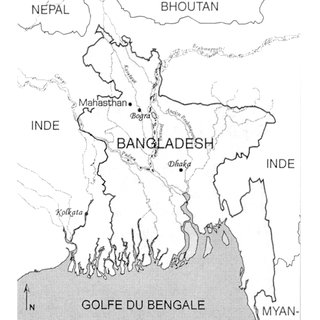 NEPAL
BHOUTAN
Mahasthan
Bogra
INDE
BANGLADESH
Dhaka
INDE
Kolkata
N
GOLFE DU BENGALE
MYAN-